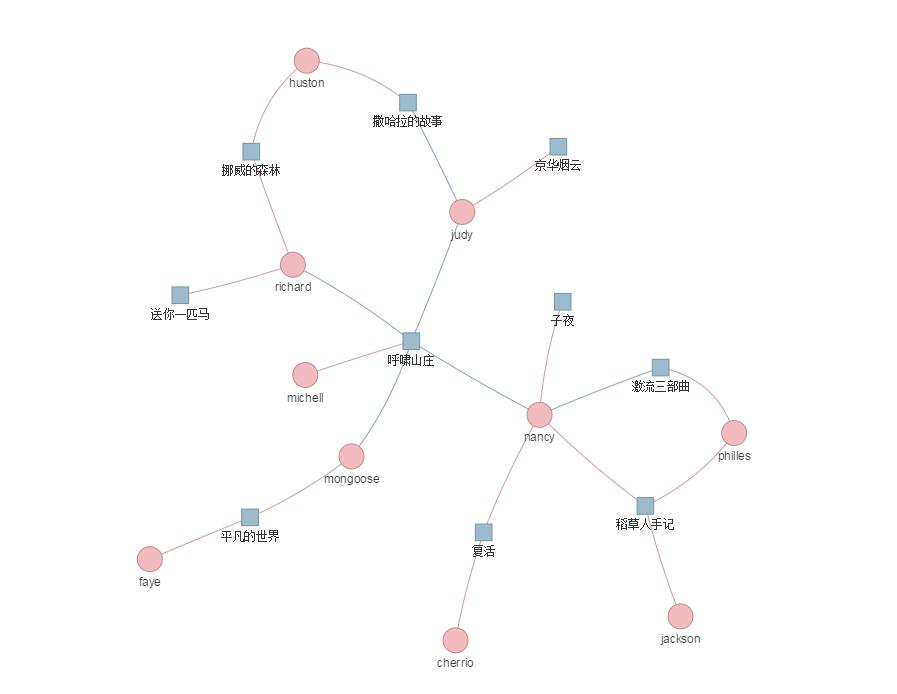 huston
撒哈拉的故事
京华烟云
挪威的森林
judy
richard
送你一匹马
子夜
呼啸山庄
激流三部曲
michell
nancy
philles
mongoose
稻草人手记
平凡的世界
复活
faye
jackson
cherrio